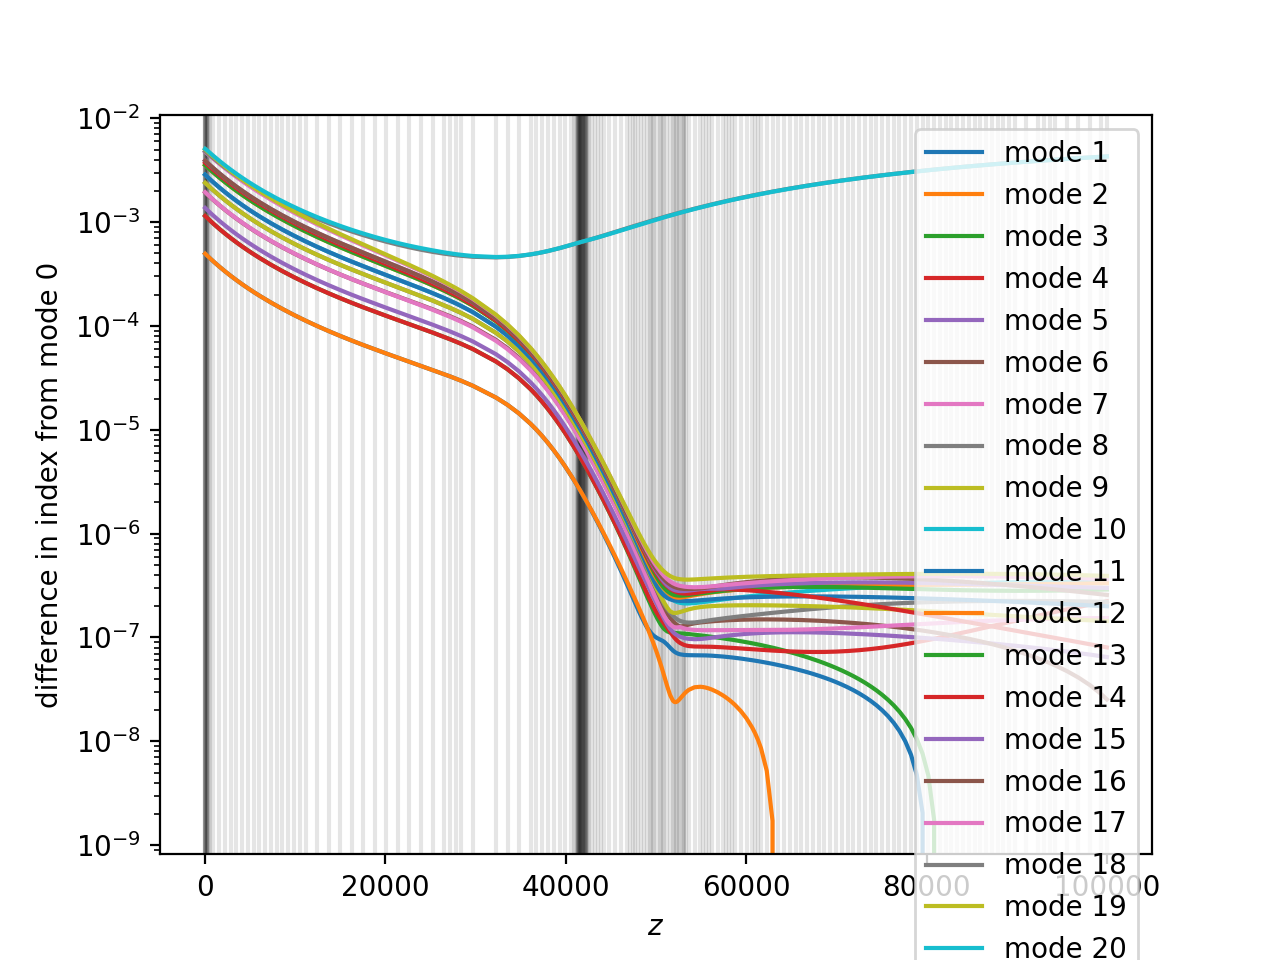 10⁻²
10⁻³
10⁻⁴
10⁻⁵
10⁻⁶
10⁻⁷
10⁻⁸
10⁻⁹
difference in index from mode 0
0 20000 40000 60000 80000 100000
z
mode 1
mode 2
mode 3
mode 4
mode 5
mode 6
mode 7
mode 8
mode 9
mode 10
mode 11
mode 12
mode 13
mode 14
mode 15
mode 16
mode 17
mode 18
mode 19
mode 20